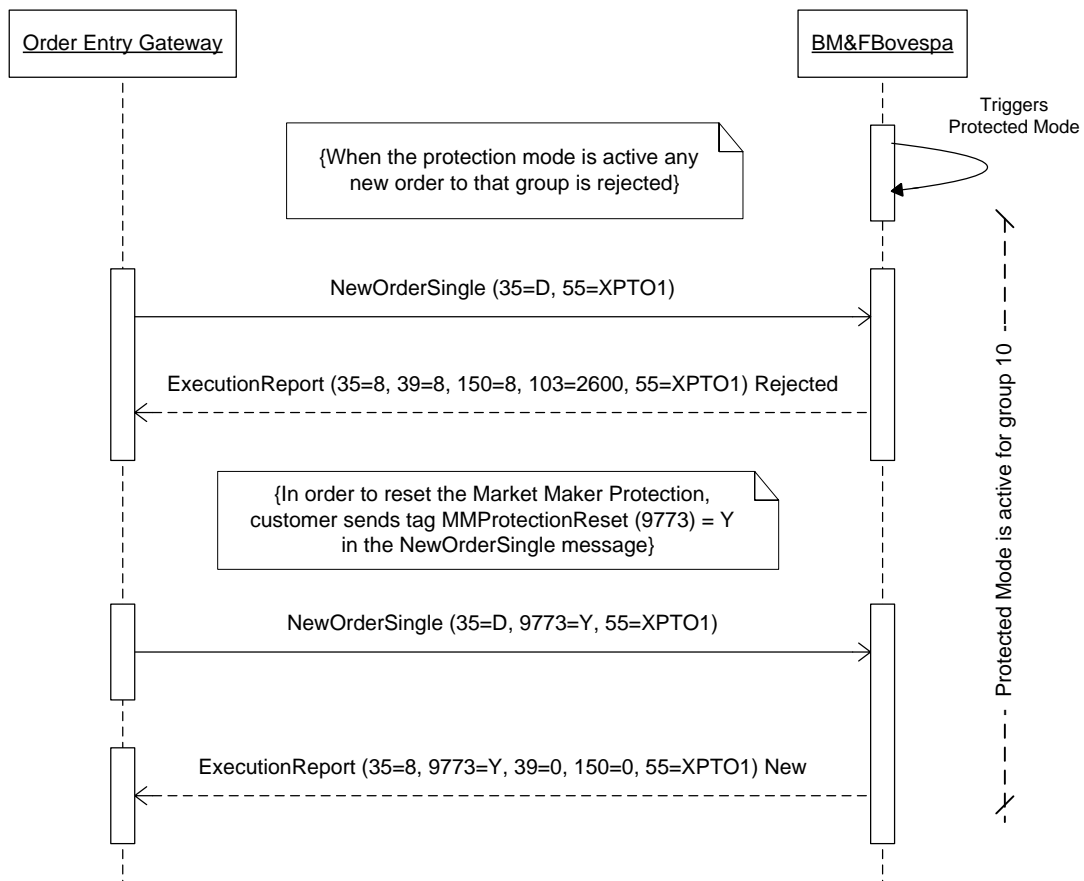 Order Entry Gateway
BM&FBovespa
Triggers
Protected Mode
{When the protection mode is active any
new order to that group is rejected}
NewOrderSingle (35=D, 55=XPTO1)
ExecutionReport (35=8, 39=8, 150=8, 103=2600, 55=XPTO1) Rejected
{In order to reset the Market Maker Protection,
customer sends tag MMProtectionReset (9773) = Y
in the NewOrderSingle message}
NewOrderSingle (35=D, 9773=Y, 55=XPTO1)
ExecutionReport (35=8, 9773=Y, 39=0, 150=0, 55=XPTO1) New
Protected Mode is active for group 10